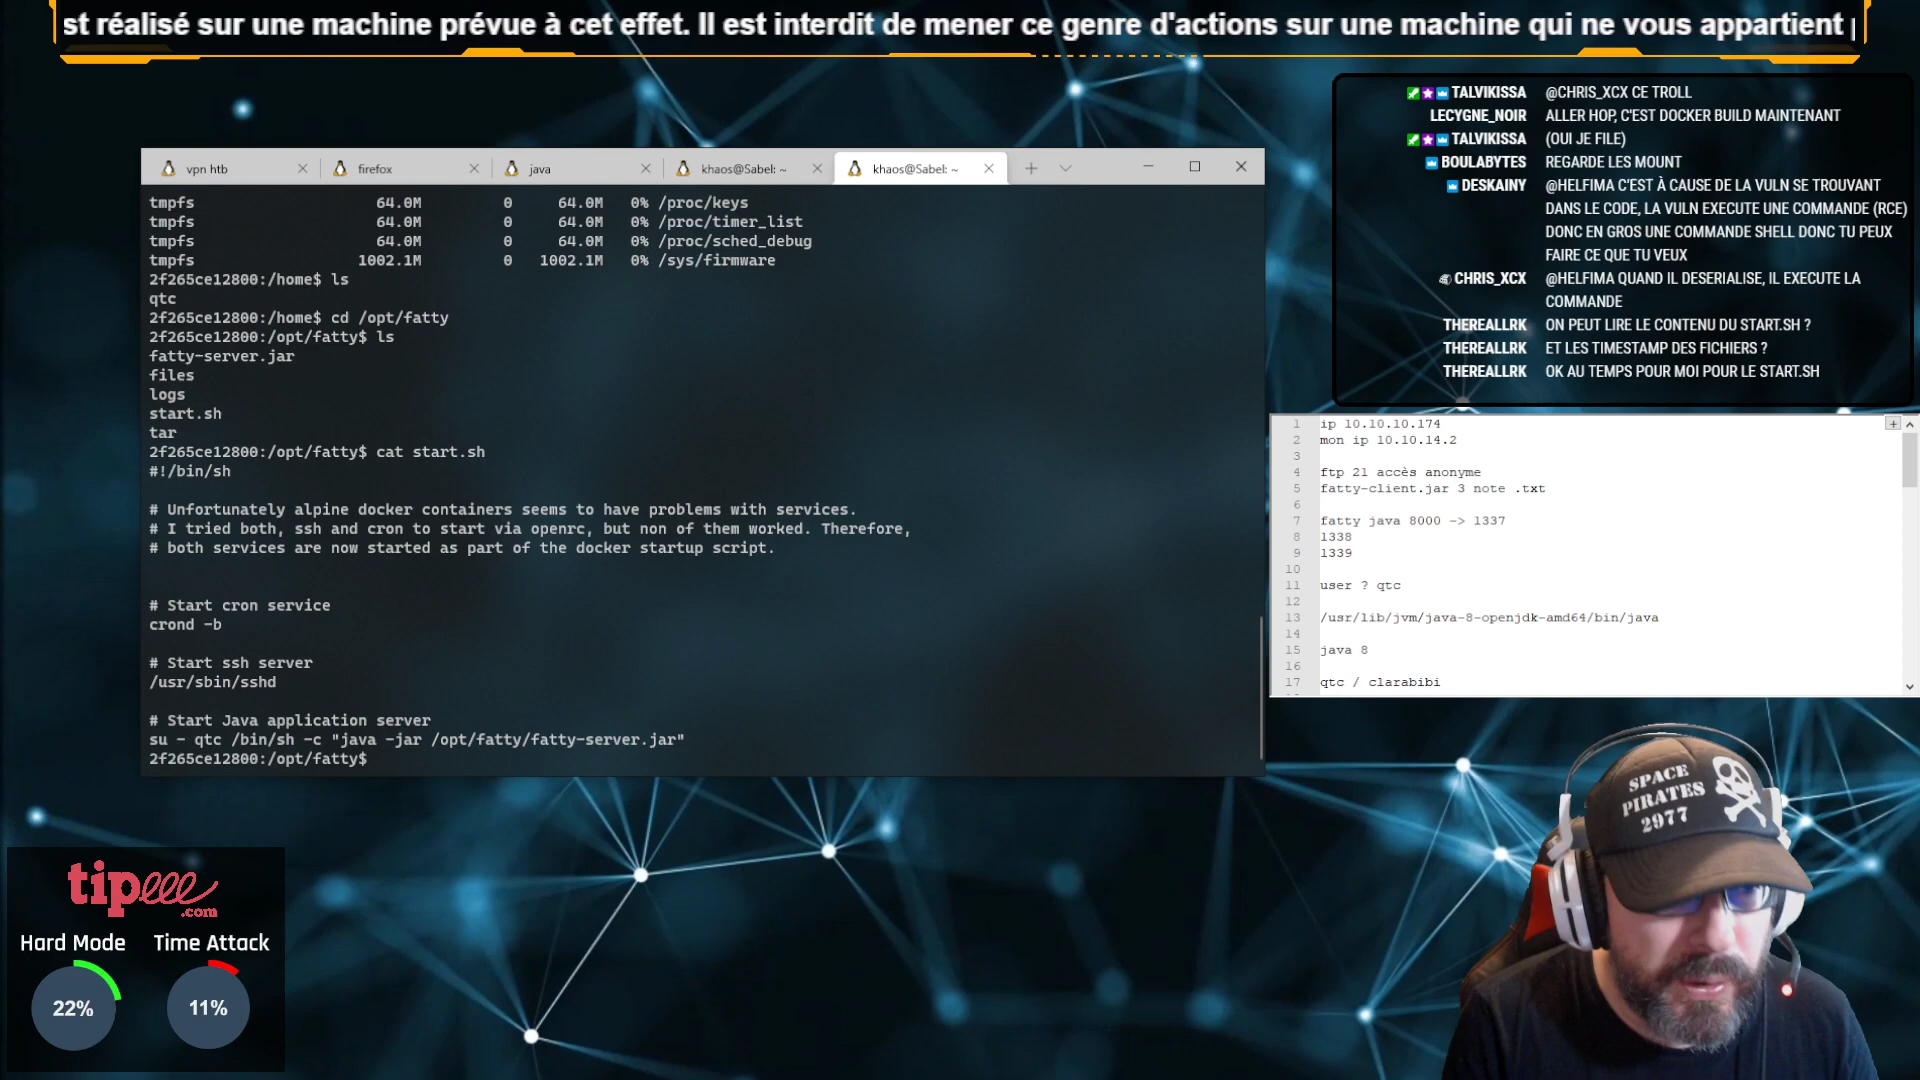 st réalisé sur une machine prévue à cet effet. Il est interdit de mener ce genre d'actions sur une machine qui ne vous appartient
vpn htb
firefox
java
khaos@Sabel: ~
khaos@Sabel: ~
tmpfs 64.0M 0 64.0M 0% /proc/keys
tmpfs 64.0M 0 64.0M 0% /proc/timer_list
tmpfs 64.0M 0 64.0M 0% /proc/sched_debug
tmpfs 1002.1M 0 1002.1M 0% /sys/firmware
2f265ce12800:/home$ ls
qtc
2f265ce12800:/home$ cd /opt/fatty
2f265ce12800:/opt/fatty$ ls
fatty-server.jar
files
logs
start.sh
tar
2f265ce12800:/opt/fatty$ cat start.sh
#!/bin/sh
# Unfortunately alpine docker containers seems to have problems with services.
# I tried both, ssh and cron to start via openrc, but non of them worked. Therefore,
# both services are now started as part of the docker startup script.
# Start cron service
crond -b
# Start ssh server
/usr/sbin/sshd
# Start Java application server
su - qtc /bin/sh -c "java -jar /opt/fatty/fatty-server.jar"
2f265ce12800:/opt/fatty$
TALVIKISSA @CHRIS_XCX CE TROLL
LECYGNE_NOIR ALLER HOP, C'EST DOCKER BUILD MAINTENANT
TALVIKISSA (OUI JE FILE)
BOULABYTES REGARDE LES MOUNT
DESKAINY @HELFIMA C'EST À CAUSE DE LA VULN SE TROUVANT
DANS LE CODE, LA VULN EXECUTE UNE COMMANDE (RCE)
DONC EN GROS UNE COMMANDE SHELL DONC TU PEUX
FAIRE CE QUE TU VEUX
CHRIS_XCX @HELFIMA QUAND IL DESERIALISE, IL EXECUTE LA
COMMANDE
THEREALLRK ON PEUT LIRE LE CONTENU DU START.SH ?
THEREALLRK ET LES TIMESTAMP DES FICHIERS ?
THEREALLRK OK AU TEMPS POUR MOI POUR LE START.SH
1 ip 10.10.10.174
2 mon ip 10.10.14.2
3
4 ftp 21 accès anonyme
5 fatty-client.jar 3 note .txt
6
7 fatty java 8000 -> 1337
8 1338
9 1339
10
11 user ? qtc
12
13 /usr/lib/jvm/java-8-openjdk-amd64/bin/java
14
15 java 8
16
17 qtc / clarabibi
SPACE
PIRATES
2977
tipeee
.com
Hard Mode Time Attack
22% 11%